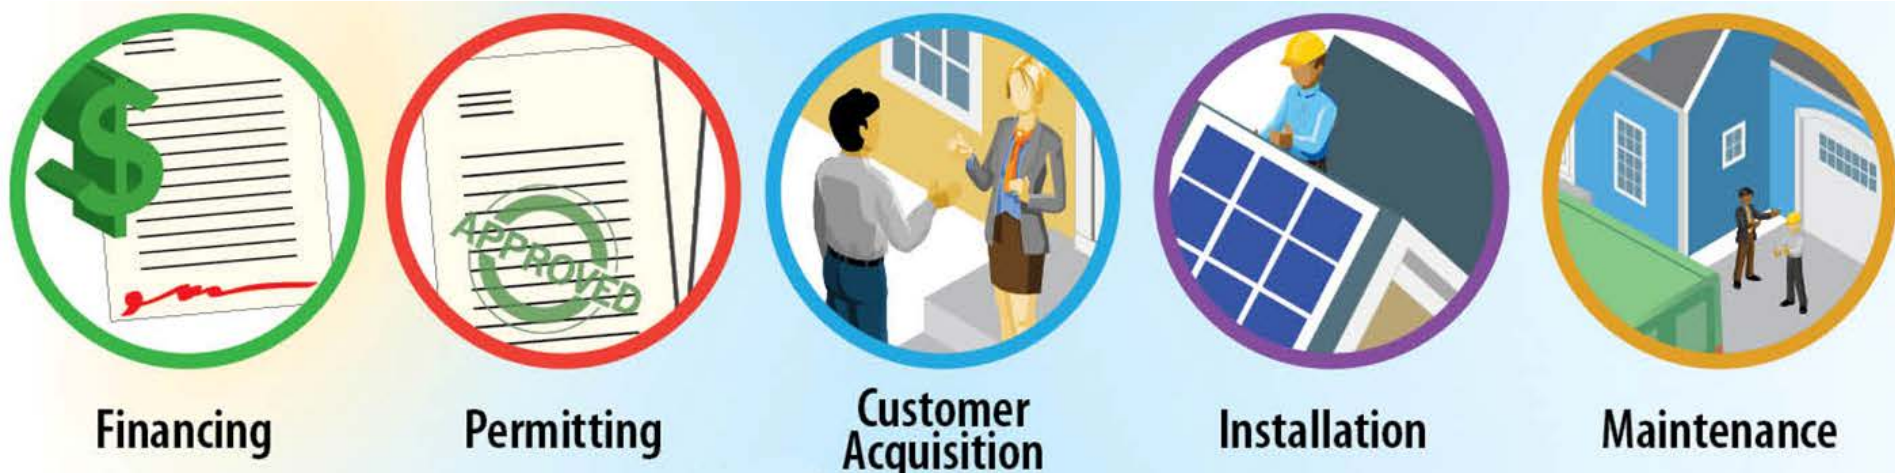 APPROVED
Financing
Permitting
Customer
Acquisition
Installation
Maintenance